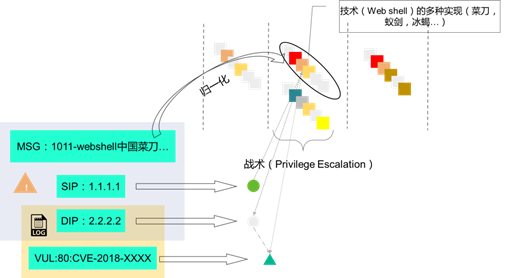 技术（Web shell）的多种实现（菜刀，
蚁剑，冰蝎…）
归一化
MSG：1011-webshell中国菜刀…
战术（Privilege Escalation）
SIP：1.1.1.1
DIP：2.2.2.2
LOG
VUL:80:CVE-2018-XXXX